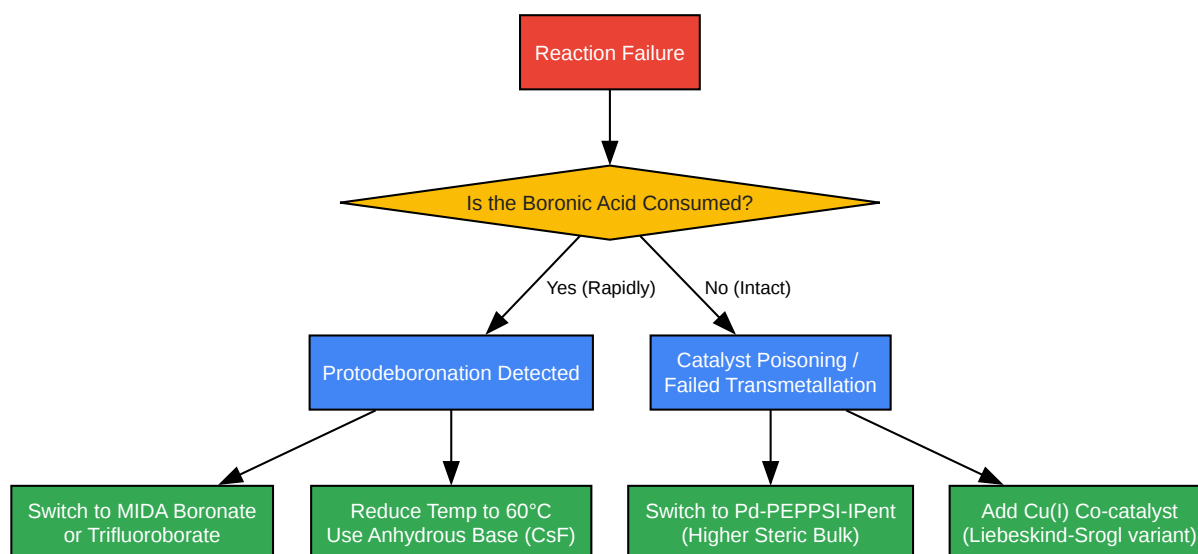 Reaction Failure
Is the Boronic Acid Consumed?
Yes (Rapidly)
No (Intact)
Protodeboronation Detected
Catalyst Poisoning /
Failed Transmetallation
Switch to MIDA Boronate
or Trifluoroborate
Reduce Temp to 60°C
Use Anhydrous Base (CsF)
Switch to Pd-PEPPSI-IPent
(Higher Steric Bulk)
Add Cu(I) Co-catalyst
(Liebeskind-Srogl variant)